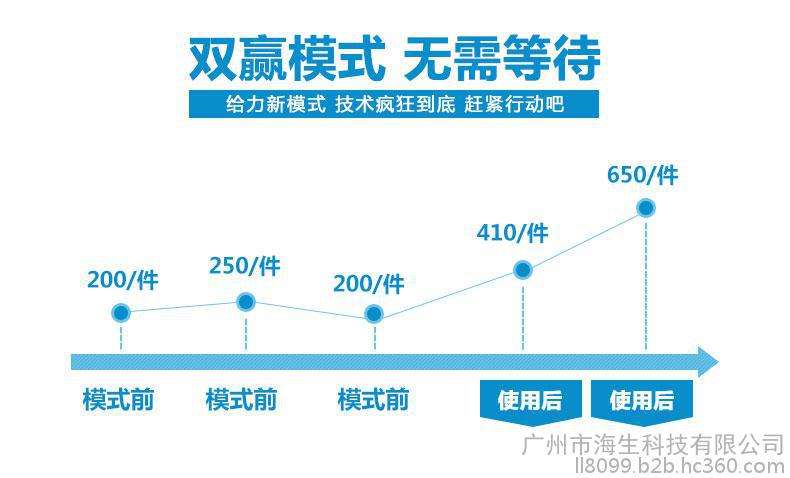 双赢模式 无需等待
给力新模式 技术疯狂到底 赶紧行动吧
200/件
250/件
200/件
410/件
650/件
模式前
模式前
模式前
使用后
使用后
广州市海生科技有限公司
ll8099.b2b.hc360.com